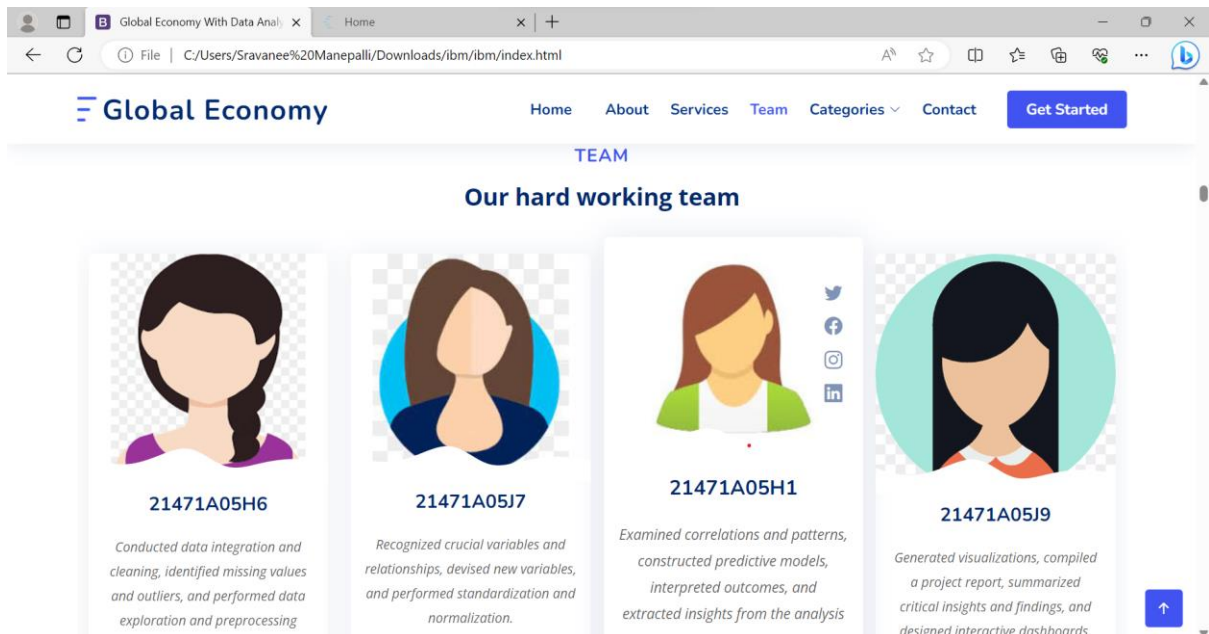 Global Economy With Data Analy
Home
File | C:/Users/Sravanee%20Manepalli/Downloads/ibm/ibm/index.html
Global Economy
Home About Services Team Categories Contact Get Started
TEAM
Our hard working team
21471A05H6
Conducted data integration and
cleaning, identified missing values
and outliers, and performed data
exploration and preprocessing
21471A05J7
Recognized crucial variables and
relationships, devised new variables,
and performed standardization and
normalization.
21471A05H1
Examined correlations and patterns,
constructed predictive models,
interpreted outcomes, and
extracted insights from the analysis
21471A05J9
Generated visualizations, compiled
a project report, summarized
critical insights and findings, and
designed interactive dashboards